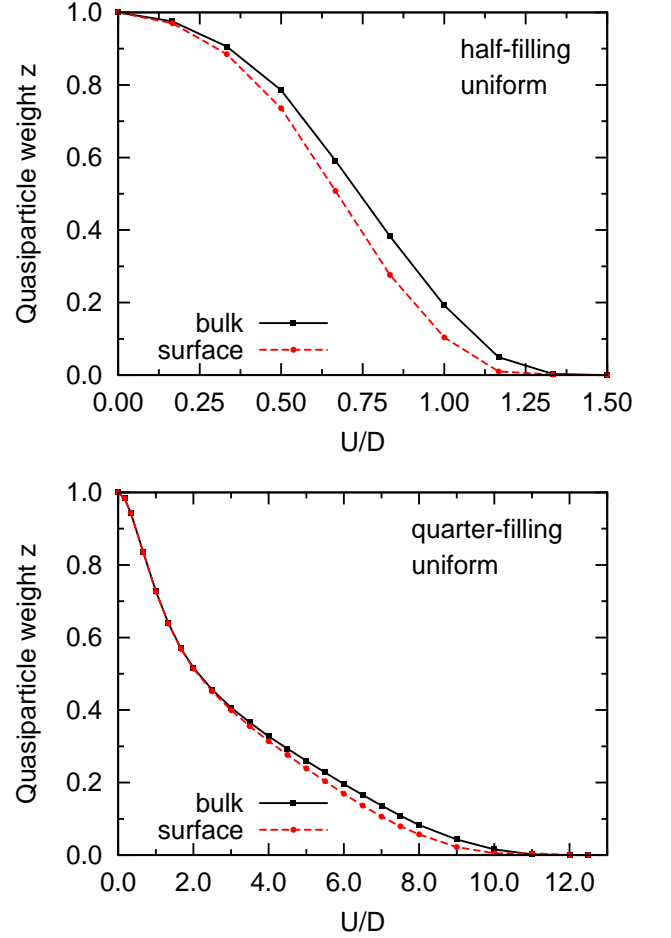 1.0
0.8
0.6
0.4
0.2
0.0
Quasiparticle weight z
half-filling
uniform
bulk
surface
0.00 0.25 0.50 0.75 1.00 1.25 1.50
U/D
1.0
0.8
0.6
0.4
0.2
0.0
Quasiparticle weight z
quarter-filling
uniform
bulk
surface
0.0 2.0 4.0 6.0 8.0 10.0 12.0
U/D